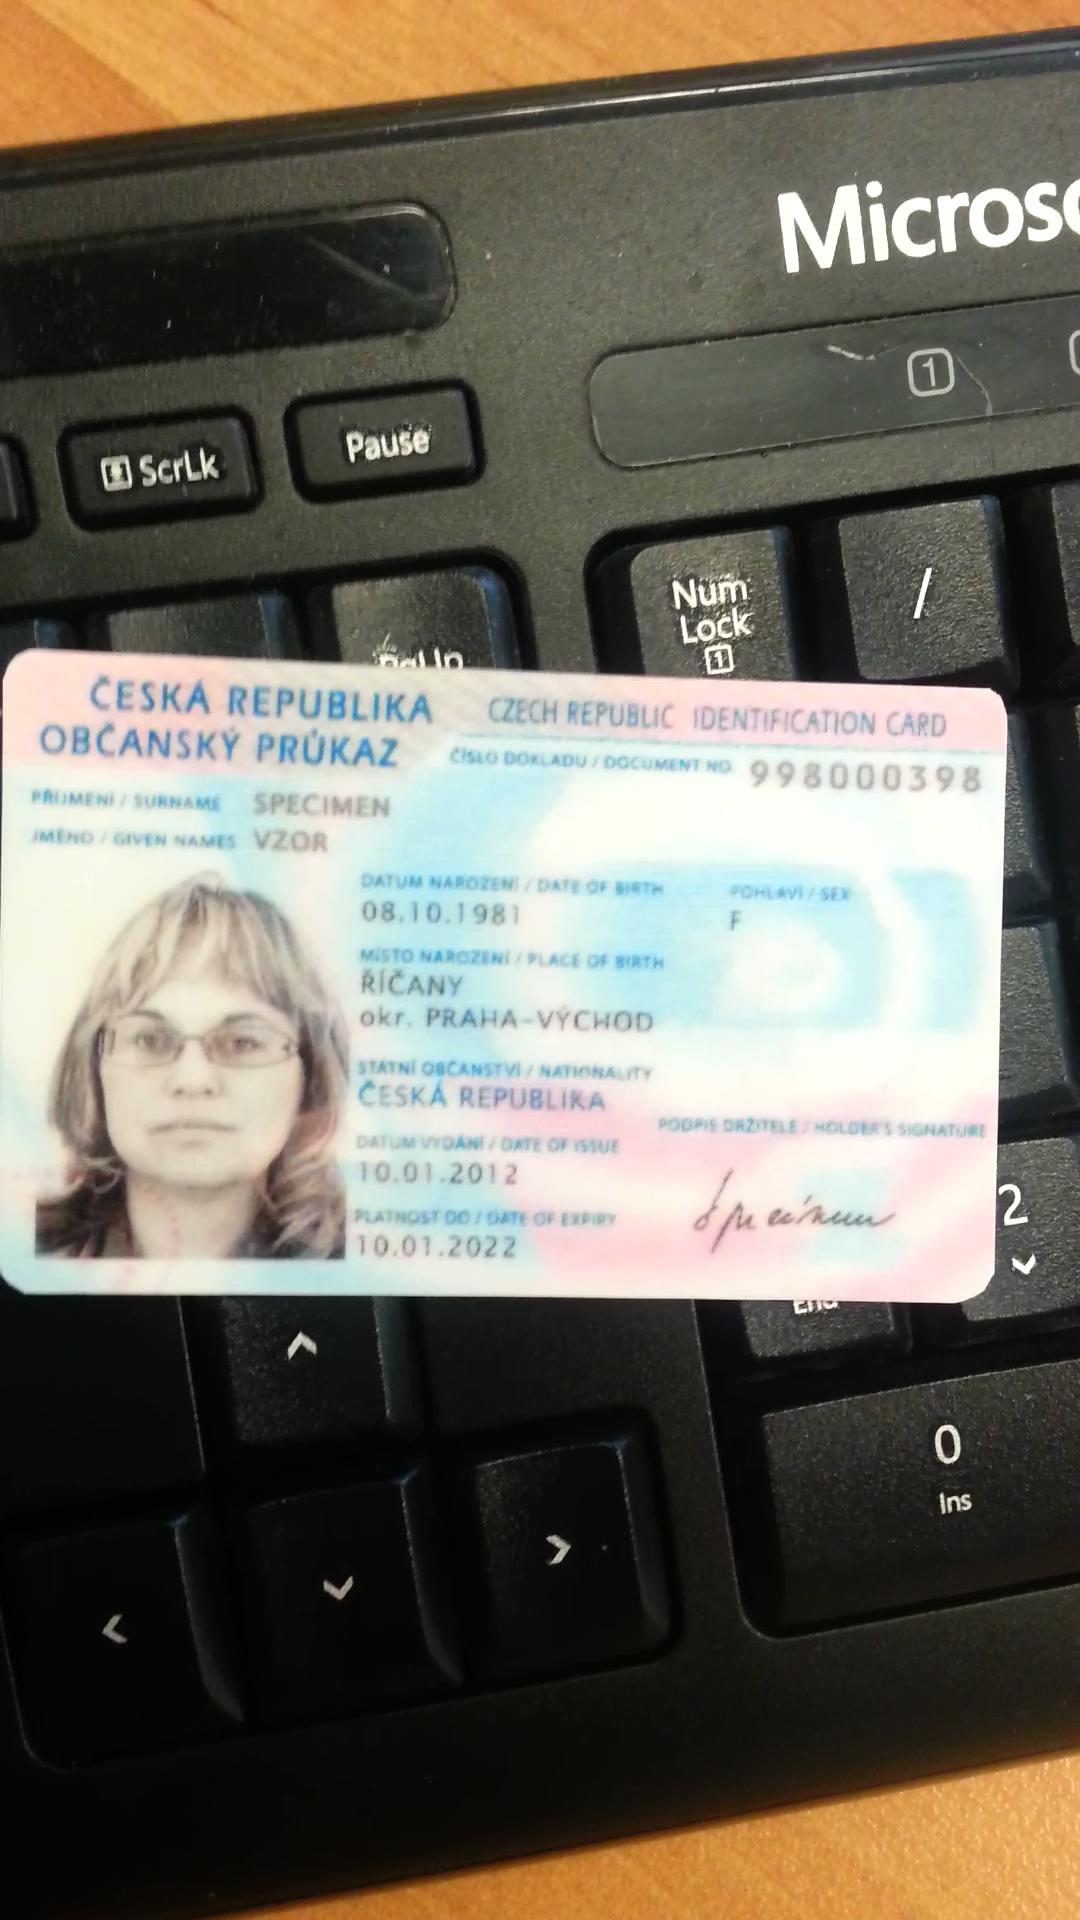 Microso
1
ScrLk
Pause
Num
Lock
1
/
PgUp
ČESKÁ REPUBLIKA
CZECH REPUBLIC IDENTIFICATION CARD
OBČANSKÝ PRŮKAZ
ČÍSLO DOKLADU / DOCUMENT NO. 998000398
PŘÍJMENÍ / SURNAME SPECIMEN
JMÉNO / GIVEN NAMES VZOR
DATUM NAROZENÍ / DATE OF BIRTH
POHLAVÍ / SEX
08.10.1981
F
MÍSTO NAROZENÍ / PLACE OF BIRTH
ŘÍČANY
okr. PRAHA-VÝCHOD
STÁTNÍ OBČANSTVÍ / NATIONALITY
ČESKÁ REPUBLIKA
PODPIS DRŽITELE / HOLDER'S SIGNATURE
DATUM VYDÁNÍ / DATE OF ISSUE
10.01.2012
Specimen
PLATNOST DO / DATE OF EXPIRY
10.01.2022
2
End
0
Ins